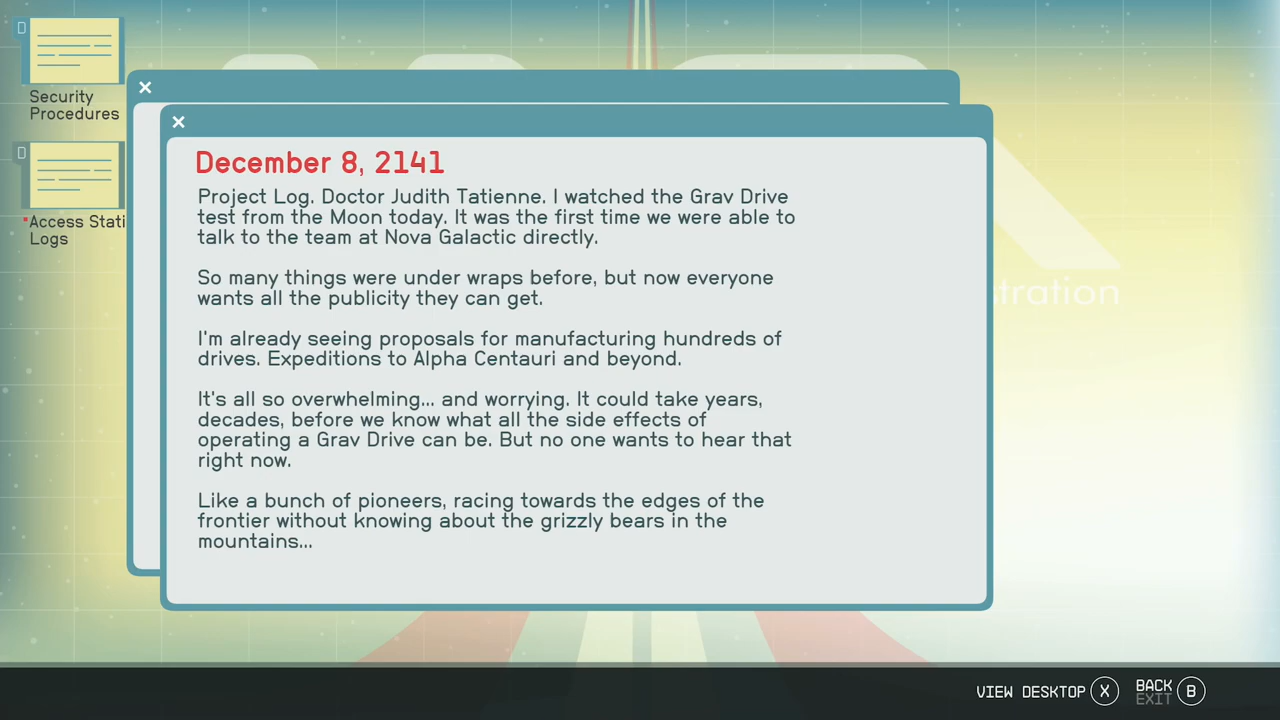 Security
Procedures
Access Stati
Logs
December 8, 2141
Project Log. Doctor Judith Tatienne. I watched the Grav Drive
test from the Moon today. It was the first time we were able to
talk to the team at Nova Galactic directly.
So many things were under wraps before, but now everyone
wants all the publicity they can get.
I'm already seeing proposals for manufacturing hundreds of
drives. Expeditions to Alpha Centauri and beyond.
It's all so overwhelming... and worrying. It could take years,
decades, before we know what all the side effects of
operating a Grav Drive can be. But no one wants to hear that
right now.
Like a bunch of pioneers, racing towards the edges of the
frontier without knowing about the grizzly bears in the
mountains...
stration
VIEW DESKTOP X
BACK B
EXIT